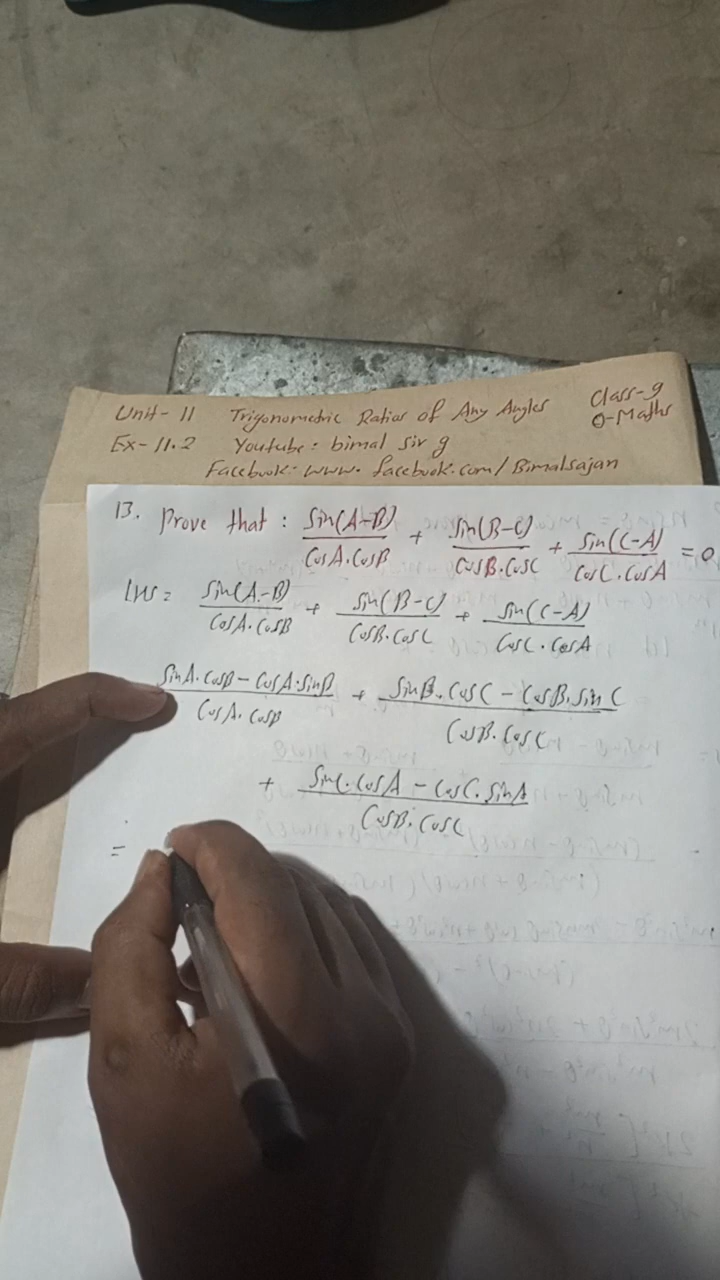 Unit- 11 Trigonometric Ratios of Any Angles Class-9
Ex- 11.2 Youtube: bimal sir g O-Maths
Facebook: www. facebook.com/Bimalsajan
13. Prove that : Sin(A-B)/CosA.CosB + Sin(B-C)/CosB.CosC + Sin(C-A)/CosC.CosA = 0
LHS = Sin(A-B)/CosA.CosB + Sin(B-C)/CosB.CosC + Sin(C-A)/CosC.CosA
SinA.CosB - CosA.SinB/CosA.CosB + SinB.CosC - CosB.Sin C/CosB.CosC
+ SinC.CosA - CosC.SinA/CosB.CosC
=